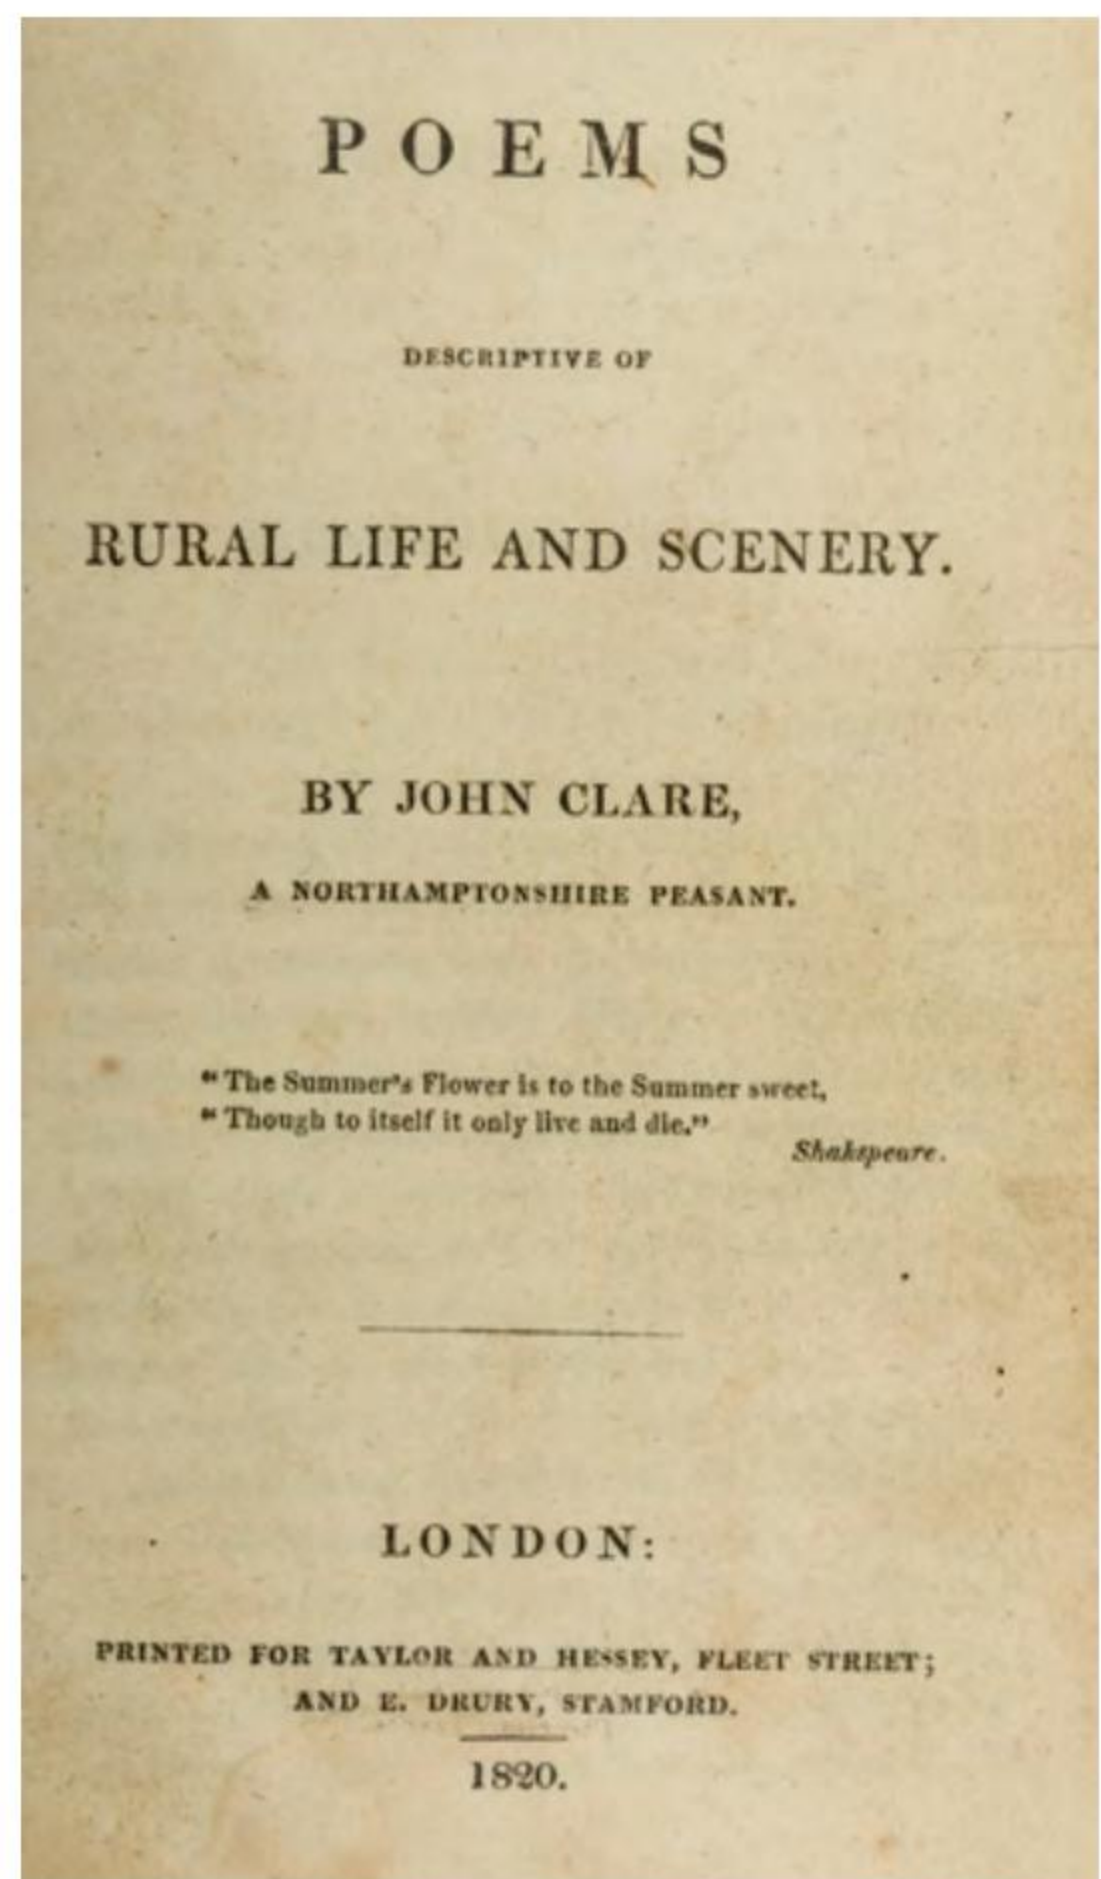 POEMS
DESCRIPTIVE OF
RURAL LIFE AND SCENERY.
BY JOHN CLARE,
A NORTHAMPTONSHIRE PEASANT.
“The Summer's Flower is to the Summer sweet,
“Though to itself it only live and die.”
Shakspeare.
LONDON:
PRINTED FOR TAYLOR AND HESSEY, FLEET STREET;
AND E. DRURY, STAMFORD.
1820.